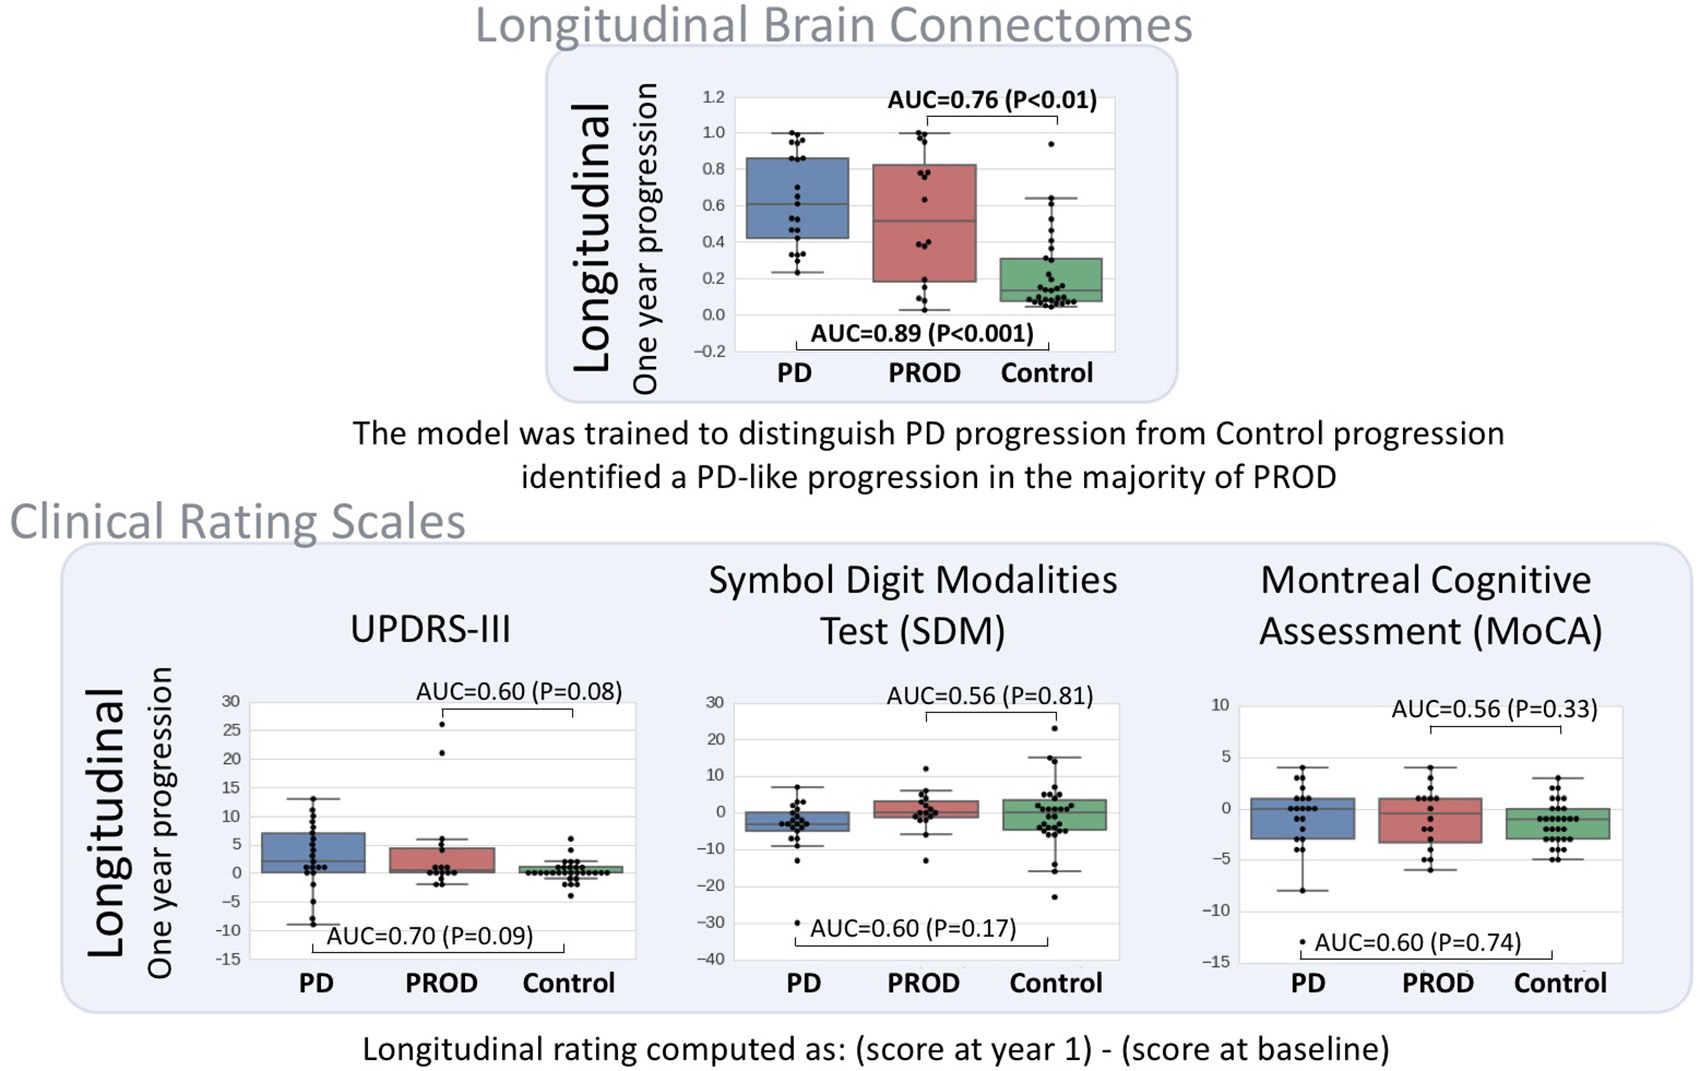 Longitudinal Brain Connectomes
Longitudinal
One year progression
1.2
1.0
0.8
0.6
0.4
0.2
0.0
−0.2
AUC=0.76 (P<0.01)
AUC=0.89 (P<0.001)
PD PROD Control
The model was trained to distinguish PD progression from Control progression
identified a PD-like progression in the majority of PROD
Clinical Rating Scales
Longitudinal
One year progression
UPDRS-III
30
25
20
15
10
5
0
−5
-10
-15
AUC=0.60 (P=0.08)
AUC=0.70 (P=0.09)
PD PROD Control
Symbol Digit Modalities
Test (SDM)
30
20
10
0
−10
−20
−30
−40
AUC=0.56 (P=0.81)
AUC=0.60 (P=0.17)
PD PROD Control
Montreal Cognitive
Assessment (MoCA)
10
5
0
−5
−10
−15
AUC=0.56 (P=0.33)
AUC=0.60 (P=0.74)
PD PROD Control
Longitudinal rating computed as: (score at year 1) - (score at baseline)